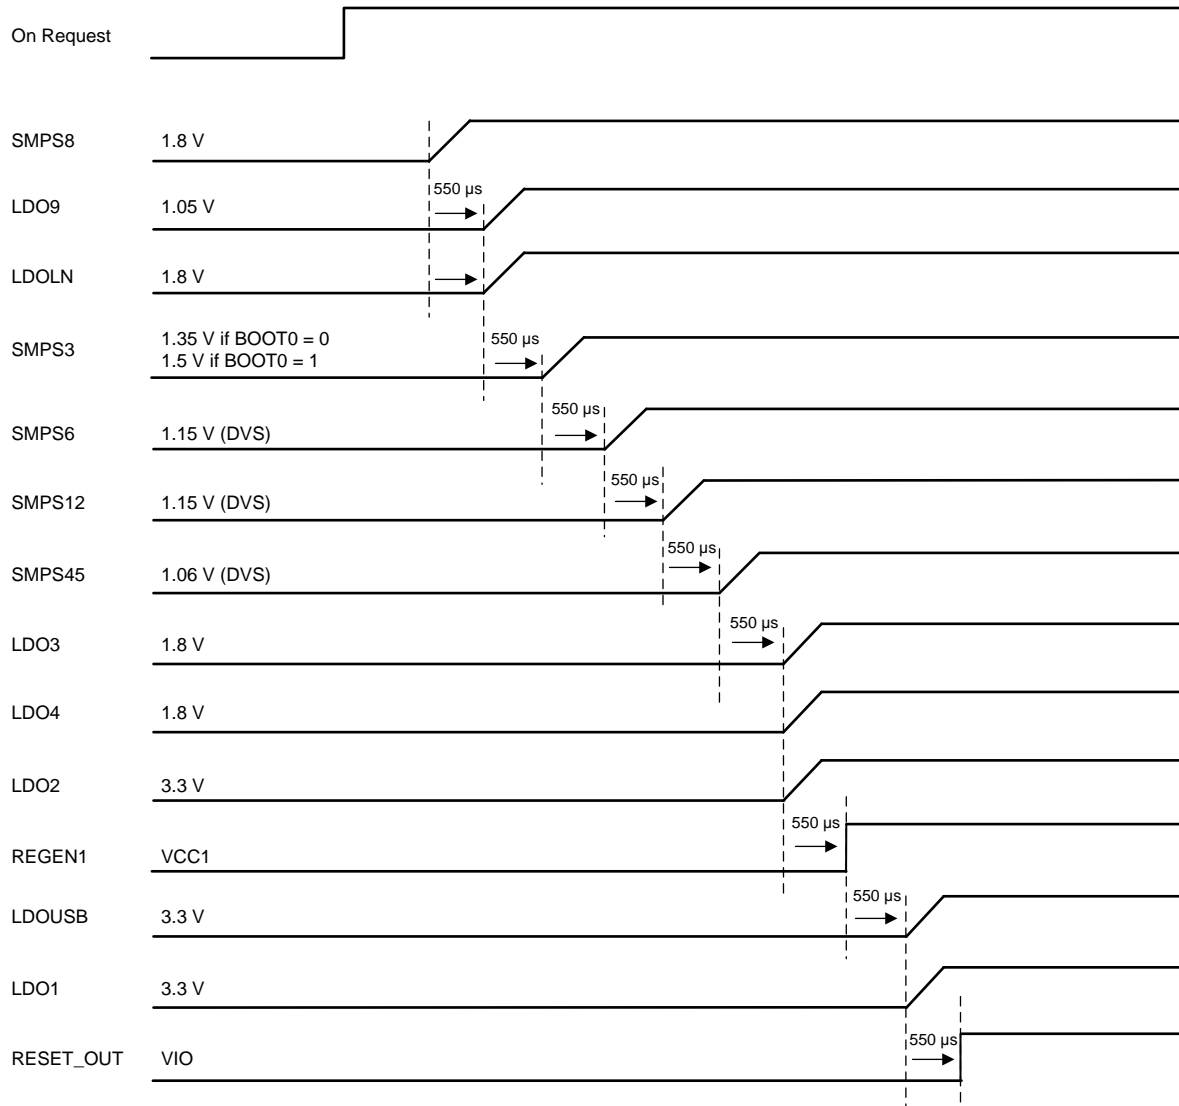 On Request
SMPS8
1.8 V
550 µs
LDO9
1.05 V
LDOLN
1.8 V
SMPS3
1.35 V if BOOT0 = 0
1.5 V if BOOT0 = 1
550 µs
550 µs
SMPS6
1.15 V (DVS)
550 µs
SMPS12
1.15 V (DVS)
550 µs
SMPS45
1.06 V (DVS)
550 µs
LDO3
1.8 V
LDO4
1.8 V
LDO2
3.3 V
550 µs
REGEN1
VCC1
550 µs
LDOUSB
3.3 V
LDO1
3.3 V
550 µs
RESET_OUT
VIO